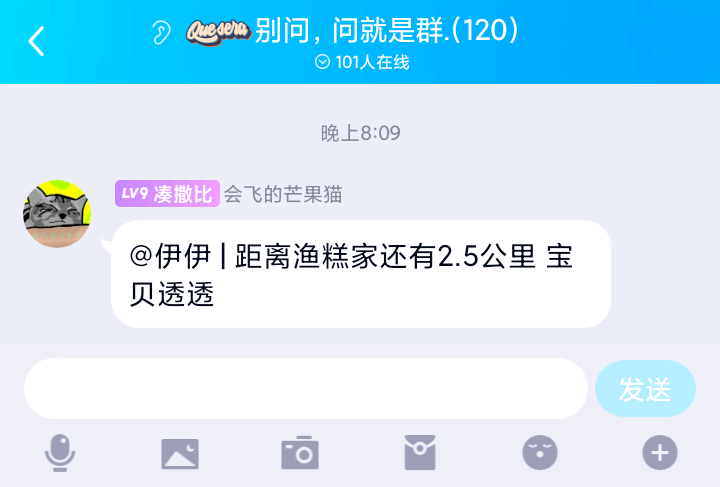 Que sera 别问，问就是群.(120)
101人在线
晚上8:09
LV9 凑撒比 会飞的芒果猫
@伊伊 | 距离渔糕家还有2.5公里 宝
贝透透
发送